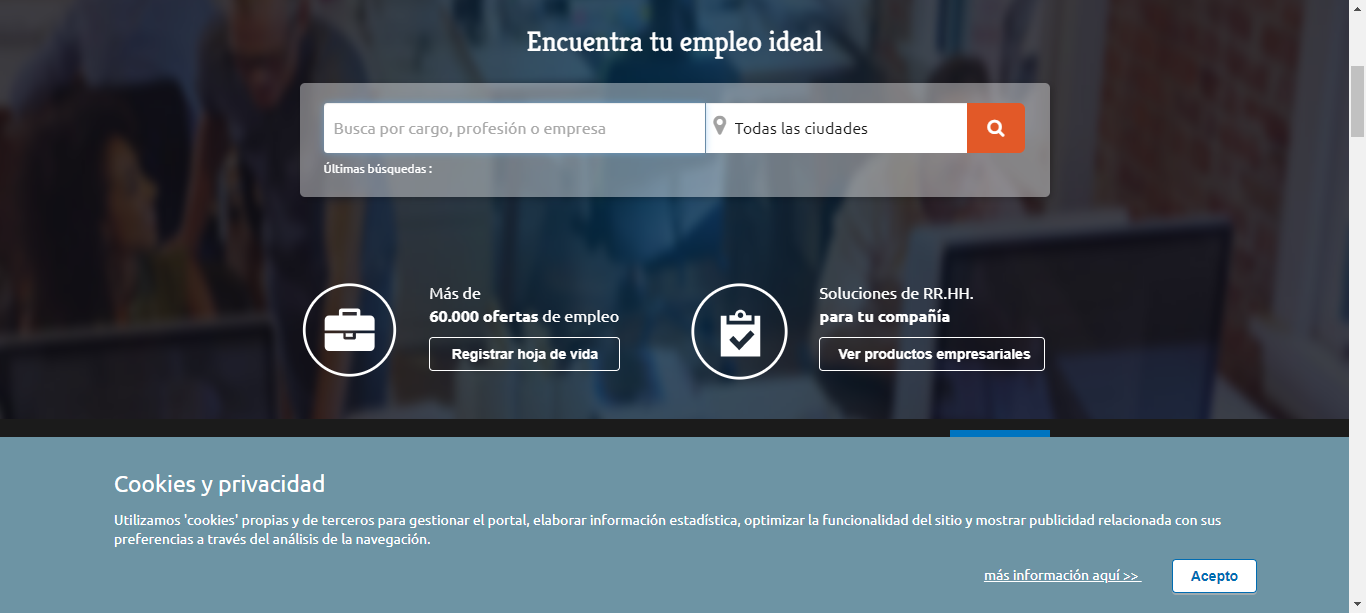 Encuentra tu empleo ideal
Busca por cargo, profesión o empresa
Todas las ciudades
Últimas búsquedas :
Más de
60.000 ofertas de empleo
Registrar hoja de vida
Soluciones de RR.HH.
para tu compañía
Ver productos empresariales
Cookies y privacidad
Utilizamos 'cookies' propias y de terceros para gestionar el portal, elaborar información estadística, optimizar la funcionalidad del sitio y mostrar publicidad relacionada con sus
preferencias a través del análisis de la navegación.
más información aquí >>
Acepto